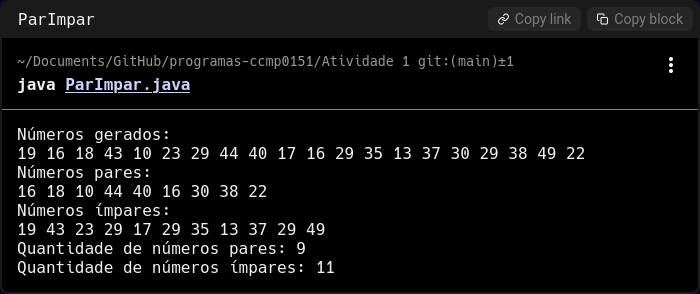 ParImpar
Copy link
Copy block
~/Documents/GitHub/programas-ccmp0151/Atividade 1 git:(main)±1
java ParImpar.java
Números gerados:
19 16 18 43 10 23 29 44 40 17 16 29 35 13 37 30 29 38 49 22
Números pares:
16 18 10 44 40 16 30 38 22
Números ímpares:
19 43 23 29 17 29 35 13 37 29 49
Quantidade de números pares: 9
Quantidade de números ímpares: 11